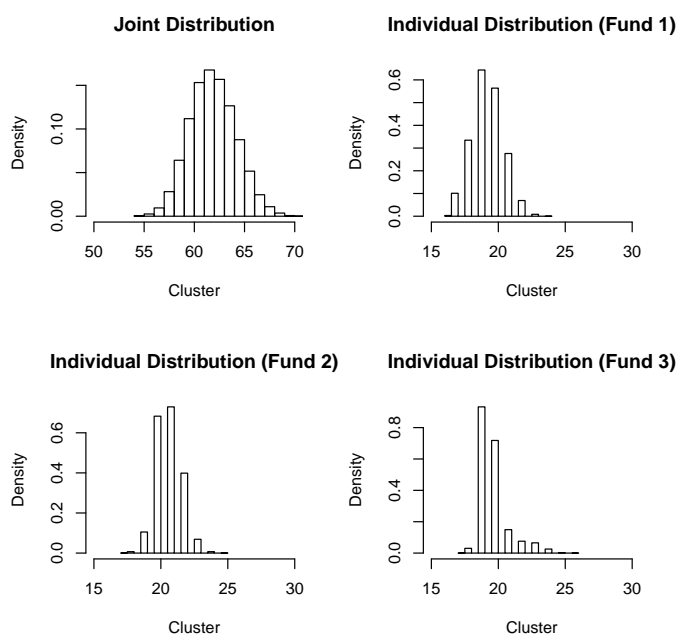 Joint Distribution
Density
0.00
0.10
50
55
60
65
70
Cluster
Individual Distribution (Fund 1)
Density
0.0
0.2
0.4
0.6
15
20
25
30
Cluster
Individual Distribution (Fund 2)
Density
0.0
0.2
0.4
0.6
15
20
25
30
Cluster
Individual Distribution (Fund 3)
Density
0.0
0.4
0.8
15
20
25
30
Cluster